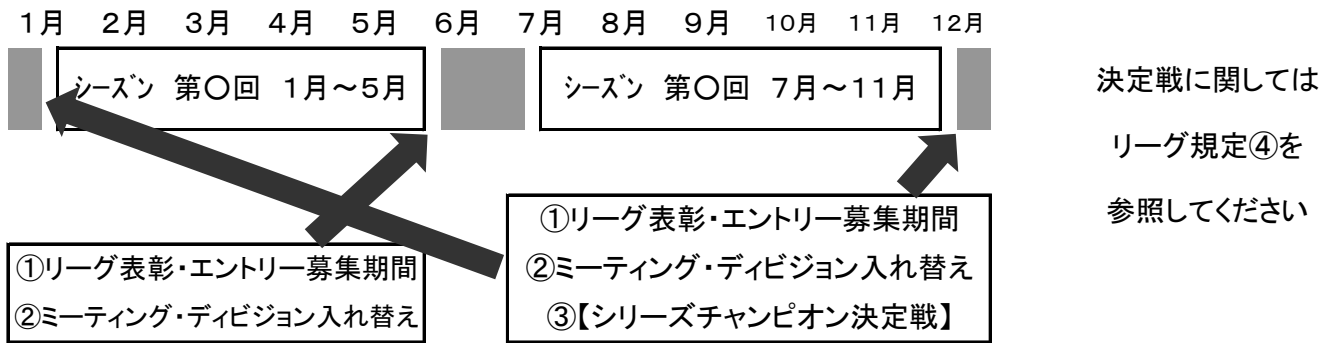 1月 2月 3月 4月 5月 6月 7月 8月 9月 10月 11月 12月
ｼｰｽﾞﾝ 第〇回 1月～5月
ｼｰｽﾞﾝ 第〇回 7月～11月
決定戦に関しては
リーグ規定④を
参照してください
①リーグ表彰・エントリー募集期間
②ミーティング・ディビジョン入れ替え
①リーグ表彰・エントリー募集期間
②ミーティング・ディビジョン入れ替え
③【シリーズチャンピオン決定戦】